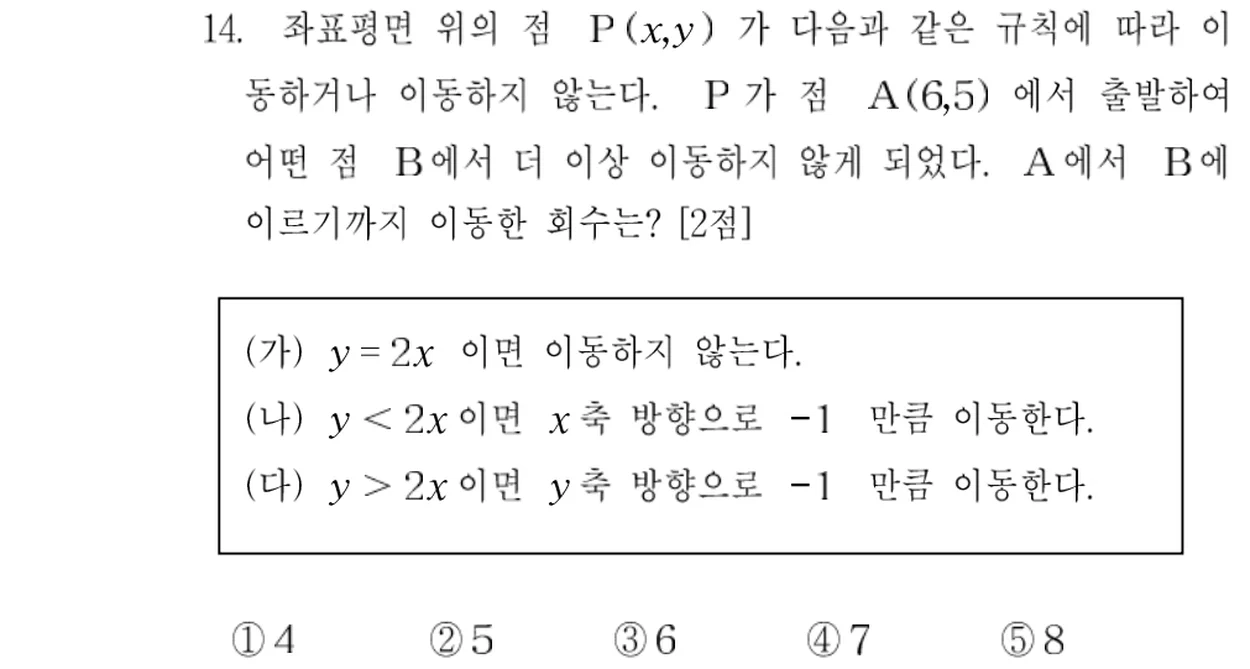 14. 좌표평면 위의 점 P(x,y) 가 다음과 같은 규칙에 따라 이
동하거나 이동하지 않는다. P 가 점 A(6,5) 에서 출발하여
어떤 점 B에서 더 이상 이동하지 않게 되었다. A에서 B에
이르기까지 이동한 회수는? [2점]
(가) y = 2x 이면 이동하지 않는다.
(나) y < 2x 이면 x축 방향으로 -1 만큼 이동한다.
(다) y > 2x 이면 y축 방향으로 -1 만큼 이동한다.
① 4 ② 5 ③ 6 ④ 7 ⑤ 8